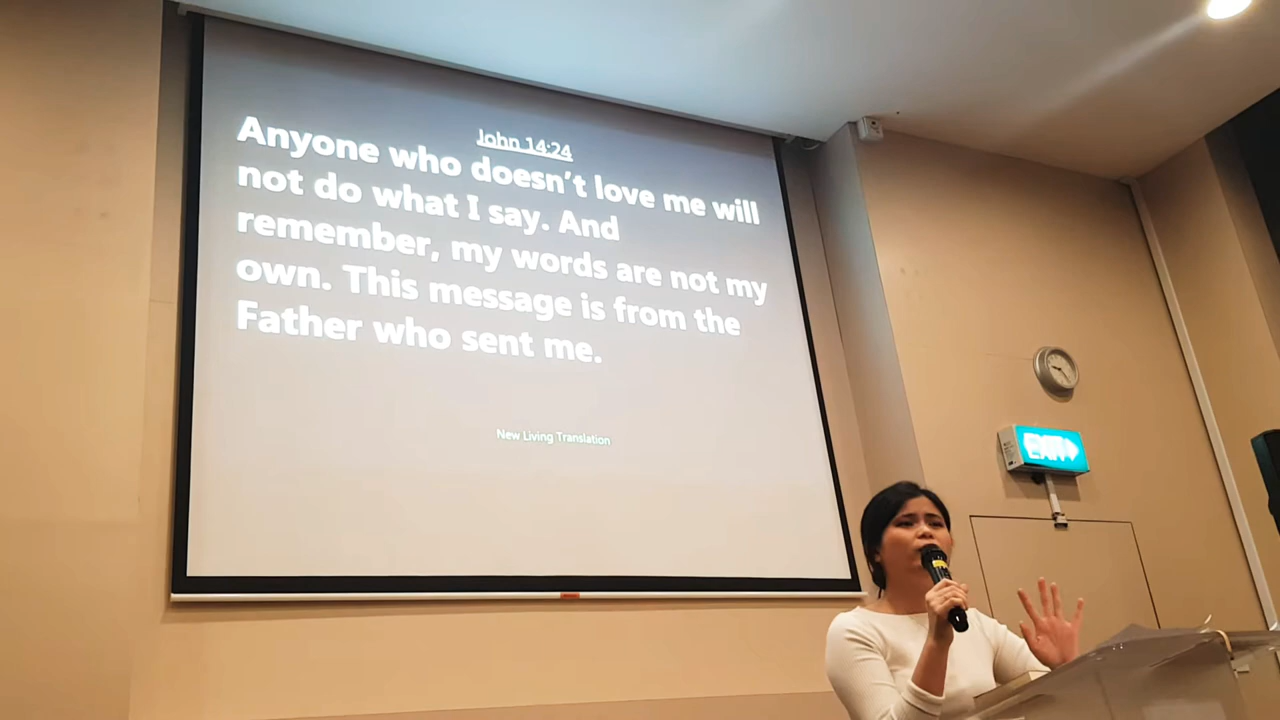 John 14:24
Anyone who doesn't love me will
not do what I say. And
remember, my words are not my
own. This message is from the
Father who sent me.
New Living Translation
EXIT